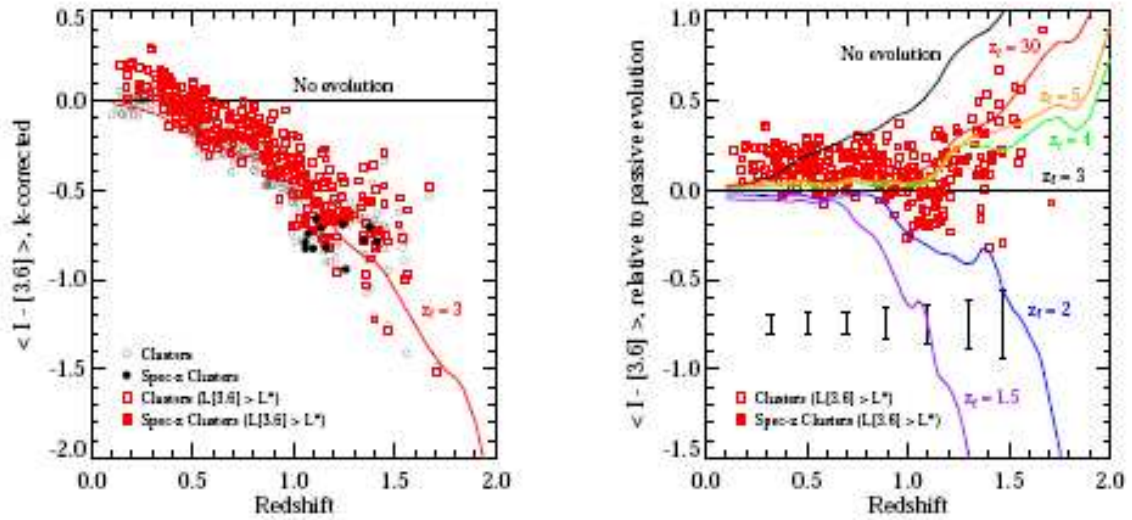 < I - [3.6] >, k-corrected
0.5
0.0
-0.5
-1.0
-1.5
-2.0
No evolution
z_f = 3
Clusters
Spec-z Clusters
Clusters (L[3.6] > L*)
Spec-z Clusters (L[3.6] > L*)
0.0 0.5 1.0 1.5 2.0
Redshift
< I - [3.6] >, relative to passive evolution
1.0
0.5
0.0
-0.5
-1.0
-1.5
No evolution
z_f = 30
z_f = 5
z_f = 4
z_f = 3
z_f = 2
z_f = 1.5
Clusters (L[3.6] > L*)
Spec-z Clusters (L[3.6] > L*)
0.0 0.5 1.0 1.5 2.0
Redshift